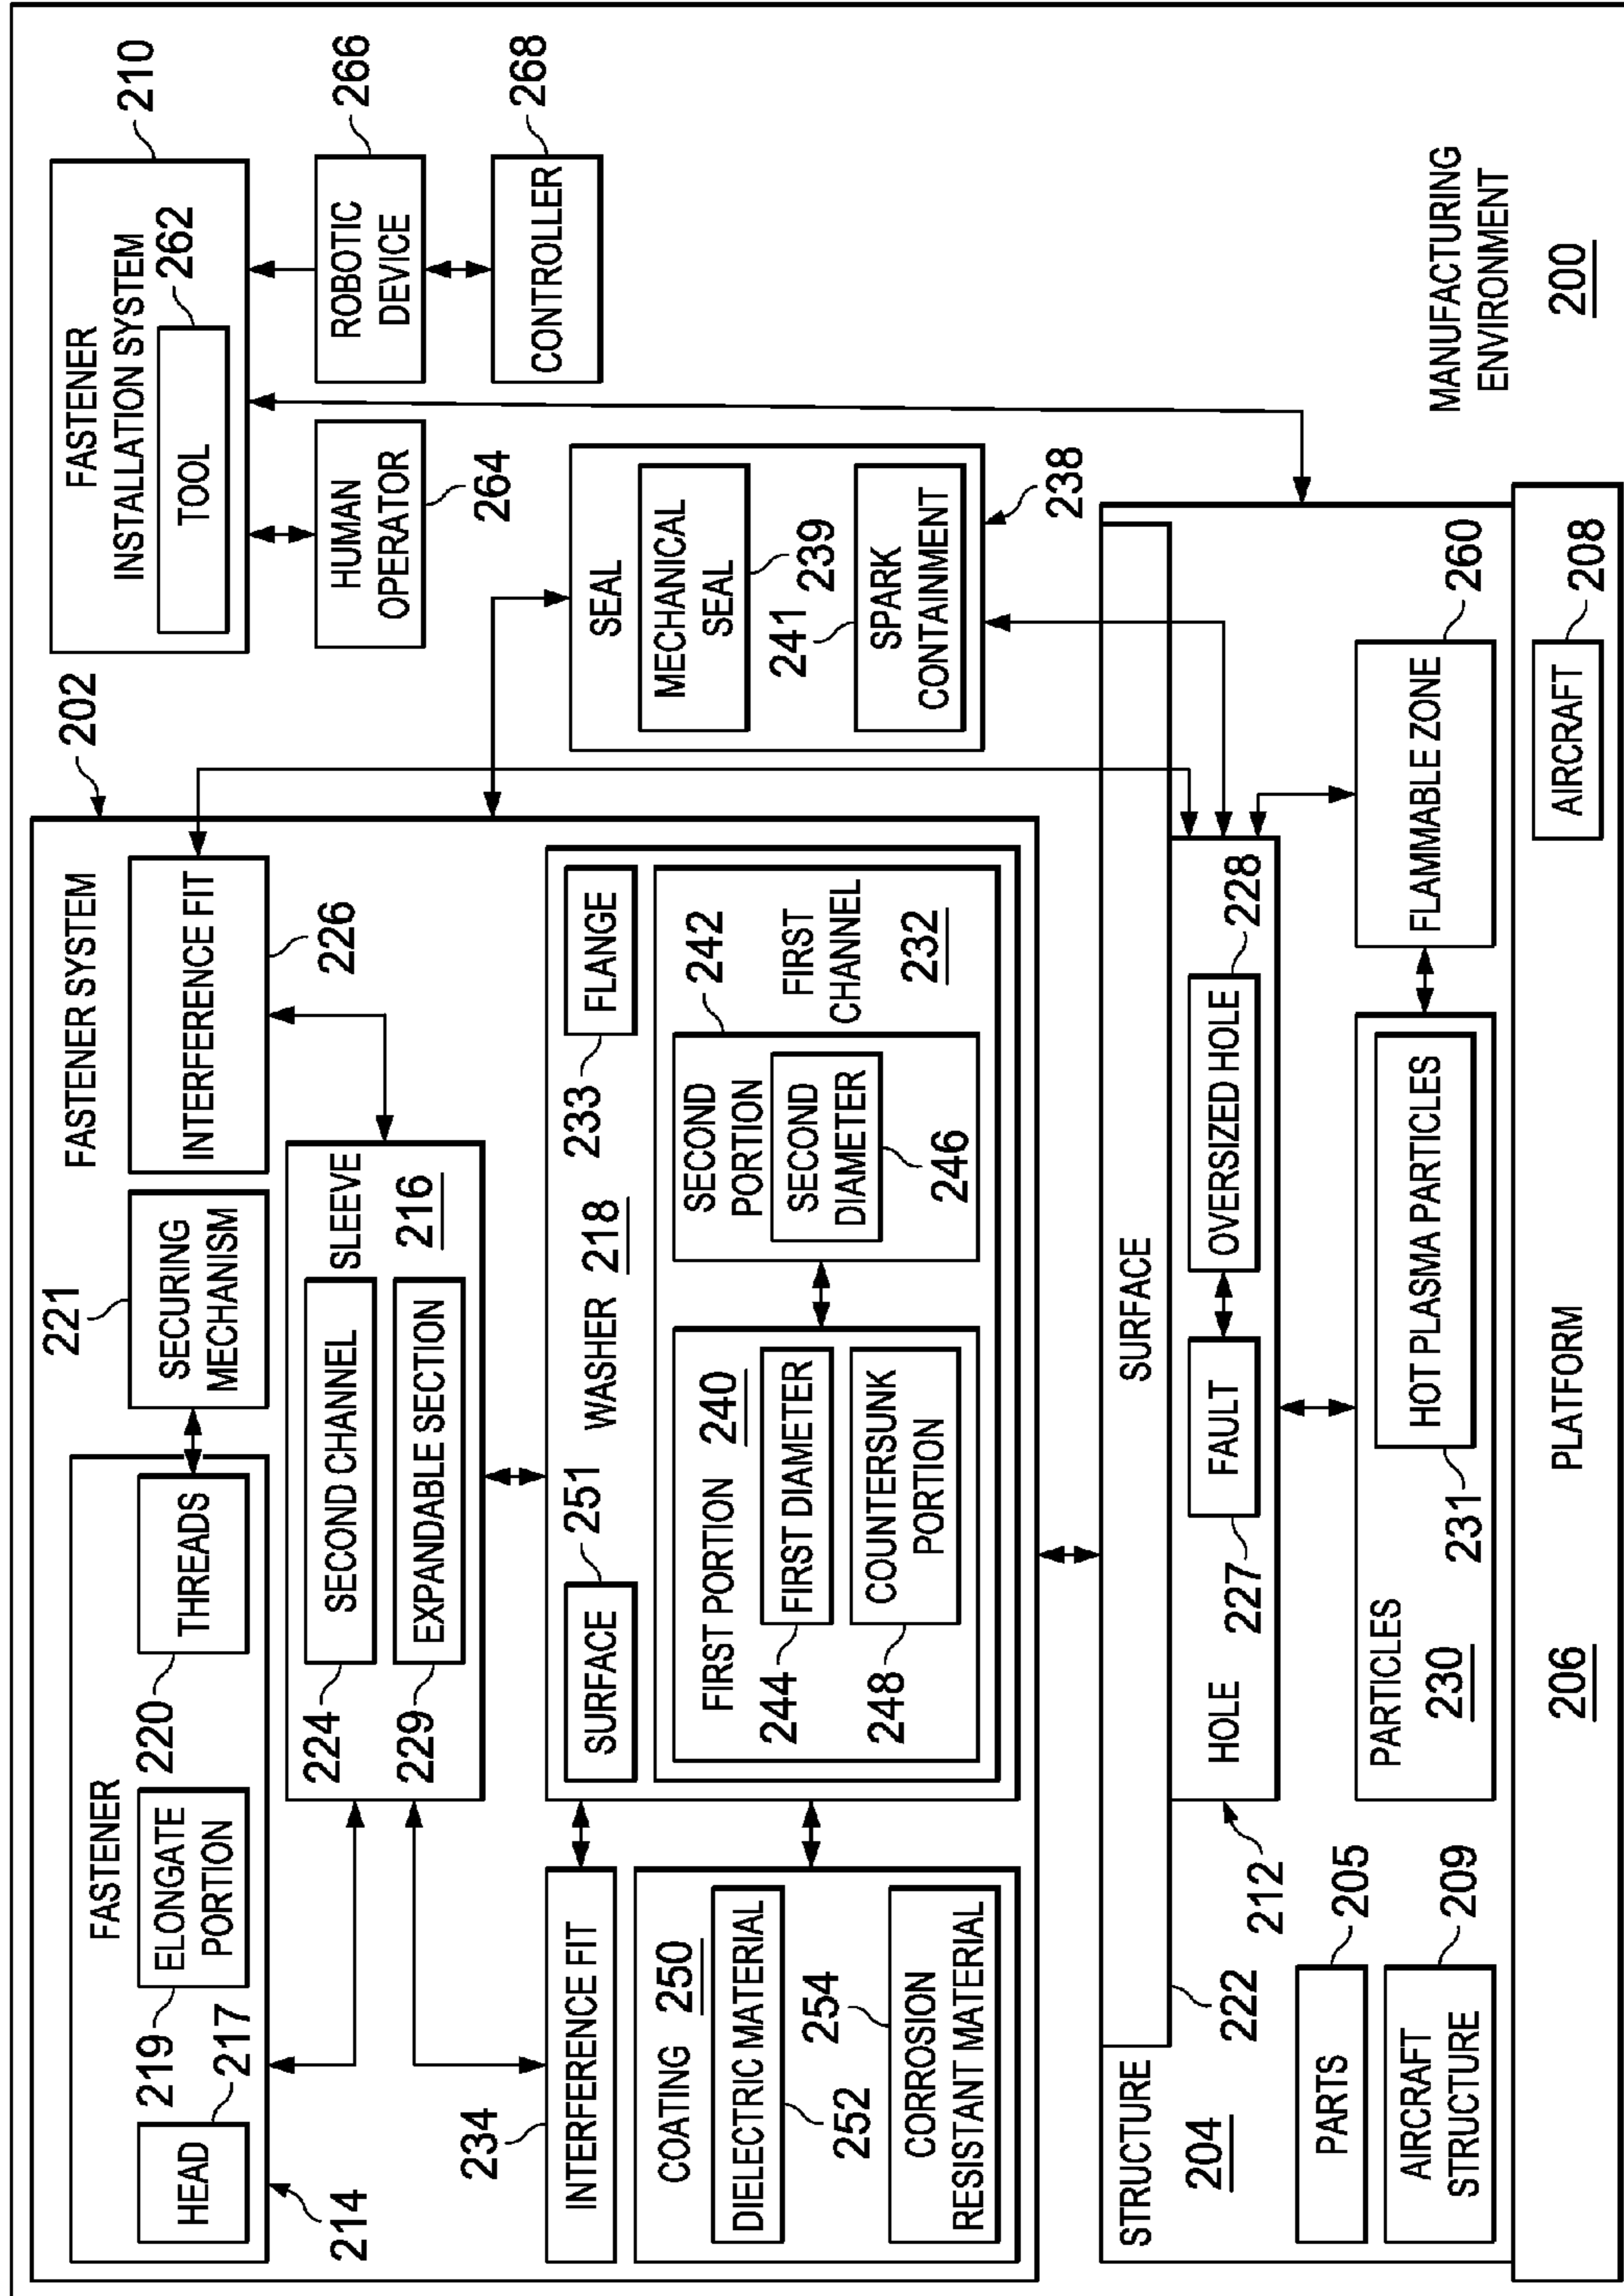 FASTENER SYSTEM
202
FASTENER
214
HEAD
217
ELONGATE
PORTION
219
THREADS
220
SECURING
MECHANISM
221
INTERFERENCE FIT
226
SLEEVE
216
SECOND CHANNEL
224
EXPANDABLE SECTION
229
INTERFERENCE FIT
234
COATING
250
DIELECTRIC MATERIAL
252
254
CORROSION
RESISTANT MATERIAL
SURFACE
251
WASHER
218
233
FLANGE
FIRST PORTION
240
FIRST DIAMETER
244
COUNTERSUNK
PORTION
248
SECOND
PORTION
242
SECOND
DIAMETER
246
FIRST
CHANNEL
232
FASTENER
INSTALLATION SYSTEM
210
TOOL
262
HUMAN
OPERATOR
264
ROBOTIC
DEVICE
266
CONTROLLER
268
SEAL
MECHANICAL
SEAL
239
241
SPARK
CONTAINMENT
238
STRUCTURE
204
SURFACE
222
HOLE
212
FAULT
227
OVERSIZED HOLE
228
PARTS
205
AIRCRAFT
STRUCTURE
209
PARTICLES
230
HOT PLASMA PARTICLES
231
FLAMMABLE ZONE
260
PLATFORM
206
AIRCRAFT
208
MANUFACTURING
ENVIRONMENT
200